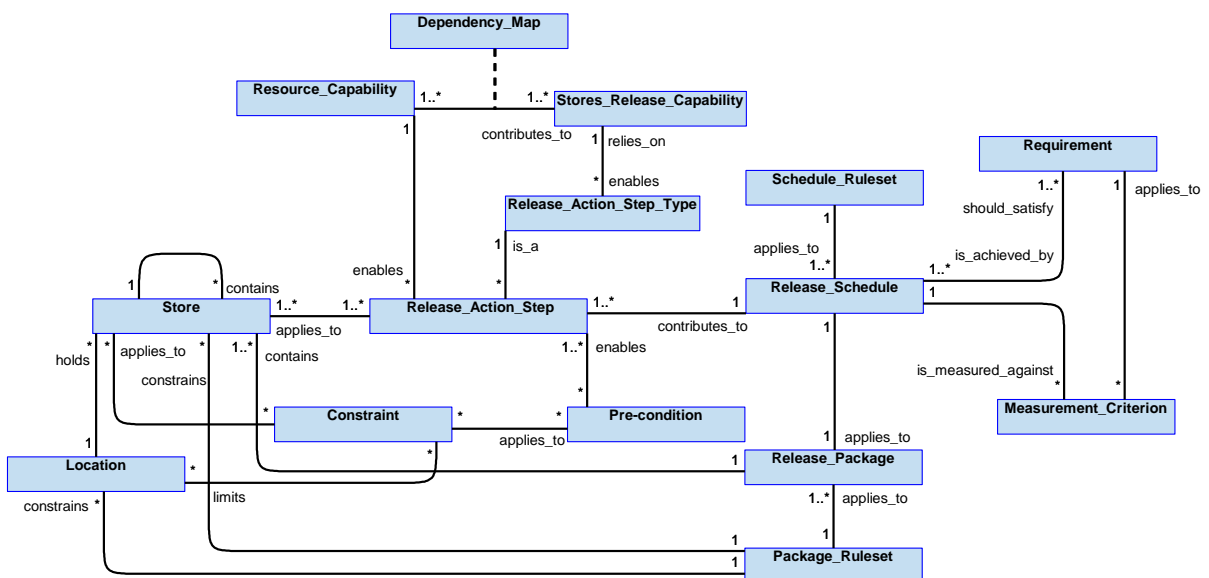 Dependency_Map
Resource_Capability
1..*
1..*
Stores_Release_Capability
contributes_to
1
1
relies_on
Requirement
Schedule_Ruleset
*
enables
1..*
1
applies_to
Release_Action_Step_Type
should_satisfy
1
1
is_a
applies_to
is_achieved_by
enables
1..*
1..*
1
*
contains
*
*
Release_Schedule
1
Store
1..*
1..*
applies_to
Release_Action_Step
1..*
1
contributes_to
1
holds
*
*
applies_to
*
1..*
contains
1..*
enables
constrains
is_measured_against
*
*
*
Constraint
*
*
applies_to
Pre-condition
Measurement_Criterion
*
1
1
applies_to
Location
*
*
1
Release_Package
limits
constrains
*
1..*
applies_to
1
1
Package_Ruleset
1